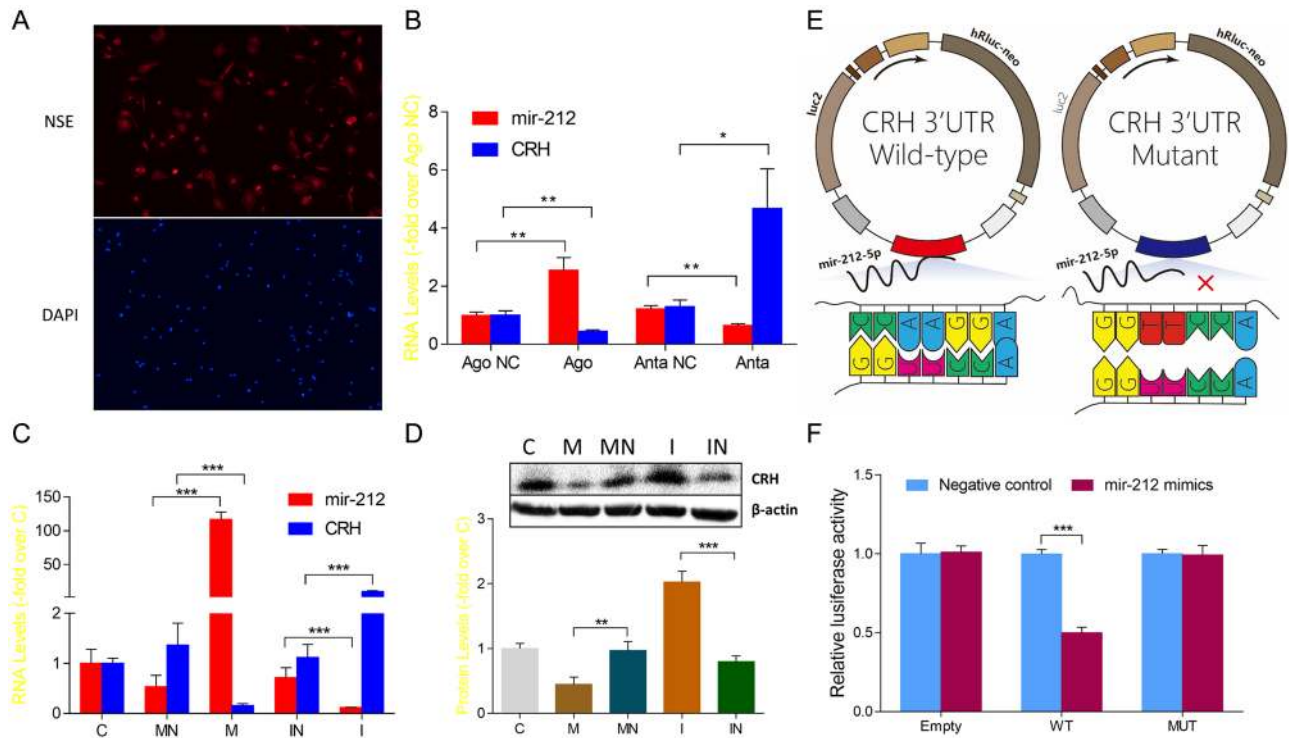 A
NSE
DAPI
B
RNA Levels (-fold over Ago NC)
8
6
4
2
0
mir-212
CRH
**
**
**
*
Ago NC
Ago
Anta NC
Anta
E
luc2
hRluc-neo
CRH 3'UTR
Wild-type
mir-212-5p
C C A A G G A
G G U U C C A
luc2
hRluc-neo
CRH 3'UTR
Mutant
mir-212-5p
G G T T C C A
G G U U C C A
C
RNA Levels (-fold over C)
150
100
50
2
1
0
mir-212
CRH
***
***
***
***
C
MN
M
IN
I
D
C M MN I IN
CRH
β-actin
Protein Levels (-fold over C)
3
2
1
0
**
***
C
M
MN
I
IN
F
Relative lusiferase activity
1.5
1.0
0.5
0.0
Negative control
mir-212 mimics
***
Empty
WT
MUT